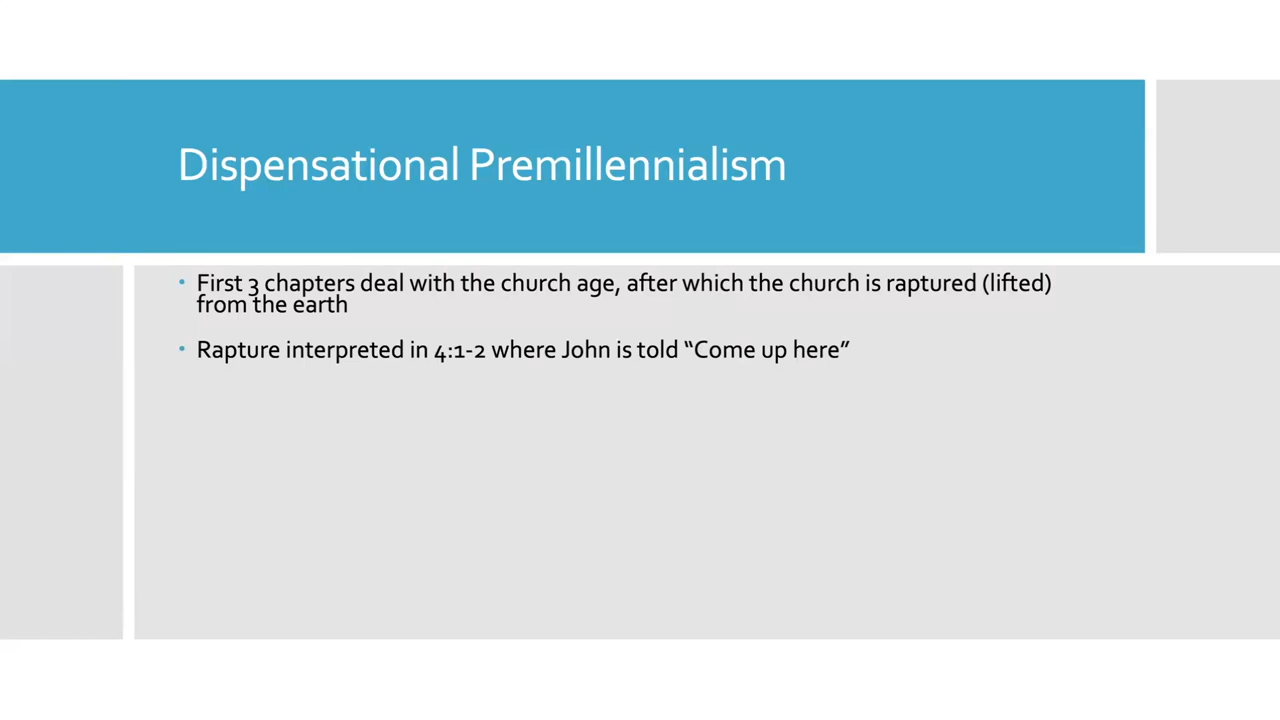 Dispensational Premillennialism
• First 3 chapters deal with the church age, after which the church is raptured (lifted)
from the earth
• Rapture interpreted in 4:1-2 where John is told “Come up here”